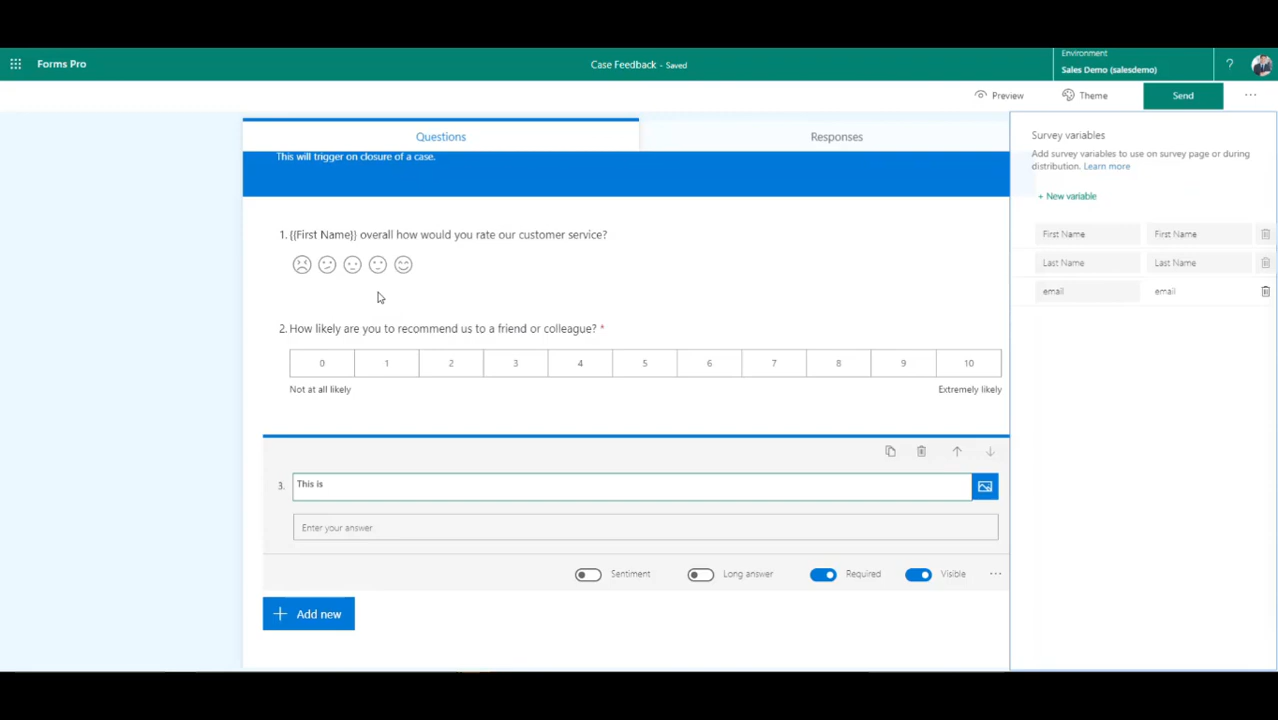 Forms Pro
Case Feedback - Saved
Environment
Sales Demo (salesdemo)
?
Preview
Theme
Send
...
Questions
Responses
This will trigger on closure of a case.
1. {{First Name}} overall how would you rate our customer service?
2. How likely are you to recommend us to a friend or colleague? *
0 1 2 3 4 5 6 7 8 9 10
Not at all likely
Extremely likely
3. This is
Enter your answer
Sentiment
Long answer
Required
Visible
...
+ Add new
Survey variables
Add survey variables to use on survey page or during
distribution. Learn more
+ New variable
First Name First Name
Last Name Last Name
email email